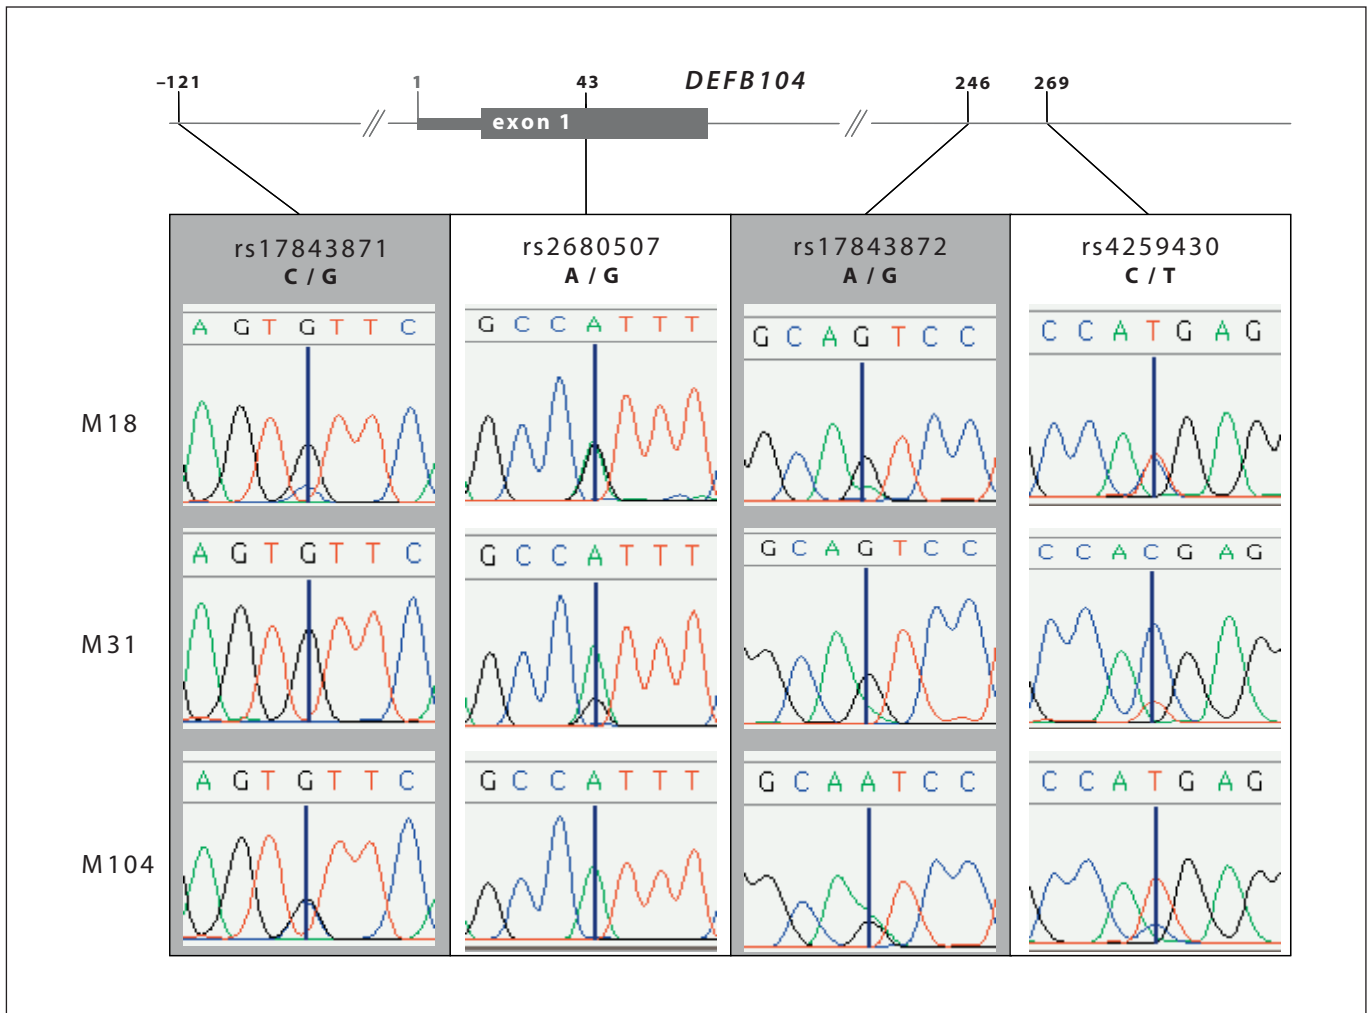 –121 1 43 DEFB104 246 269
exon 1
rs17843871 rs2680507 rs17843872 rs4259430
C / G A / G A / G C / T
M18
A G T G T T C G C C A T T T G C A G T C C C C A T G A G
M31
A G T G T T C G C C A T T T G C A G T C C C C A C G A G
M104
A G T G T T C G C C A T T T G C A A T C C C C A T G A G